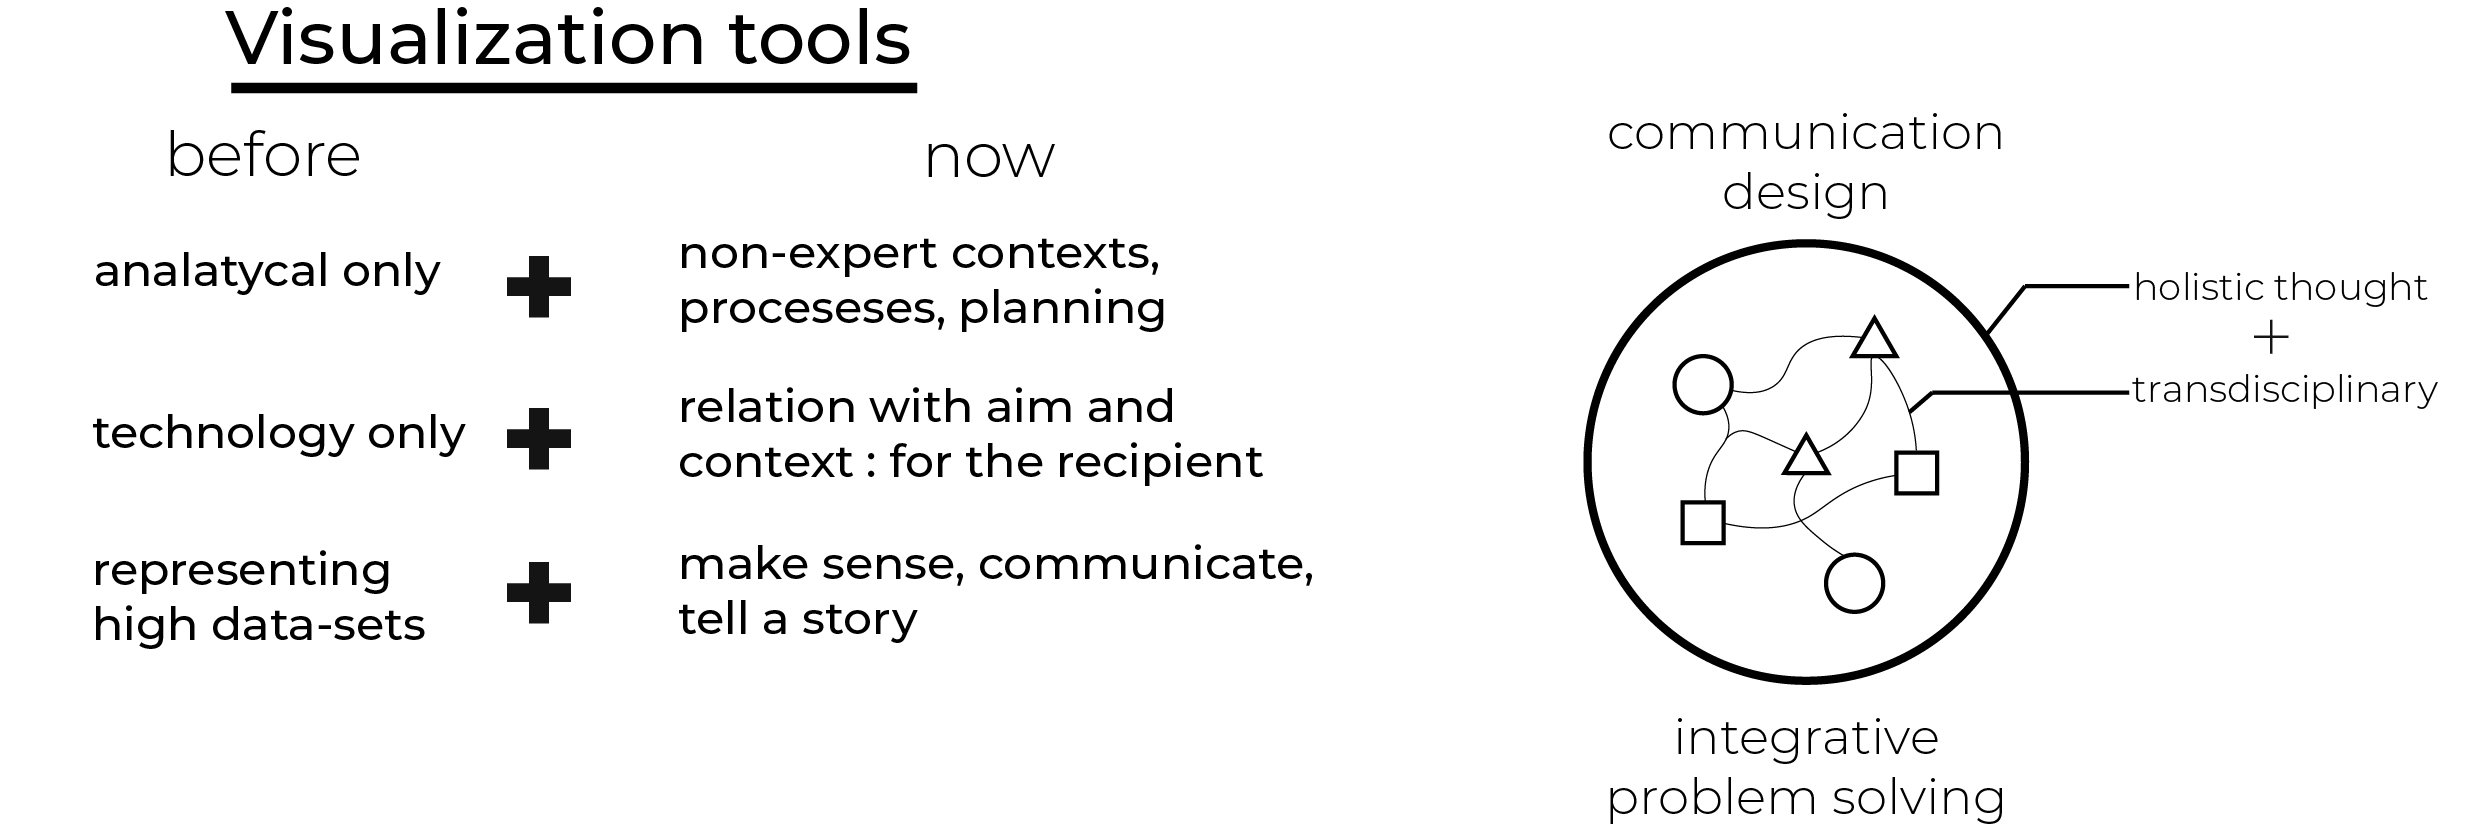 Visualization tools
before
now
analatycal only
non-expert contexts,
proceseses, planning
technology only
relation with aim and
context : for the recipient
representing
high data-sets
make sense, communicate,
tell a story
communication
design
holistic thought
+
transdisciplinary
integrative
problem solving